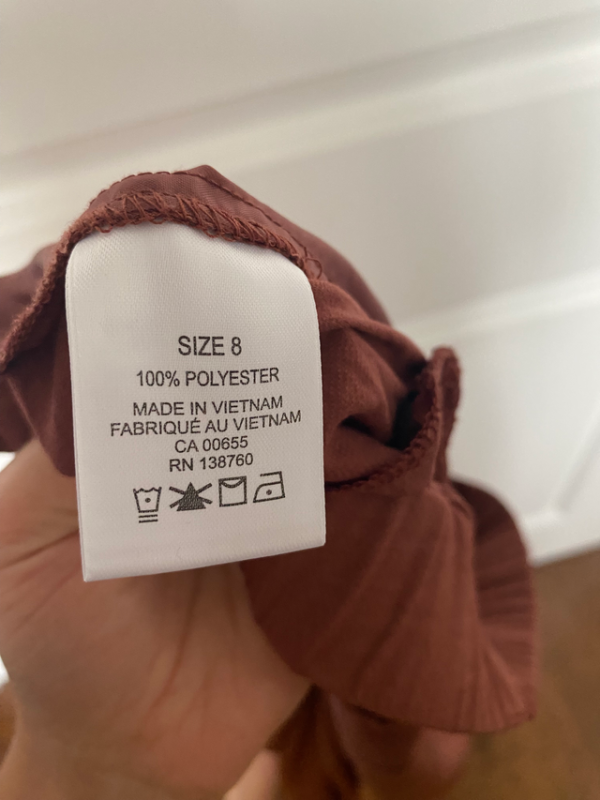 SIZE 8
100% POLYESTER
MADE IN VIETNAM
FABRIQUÉ AU VIETNAM
CA 00655
RN 138760